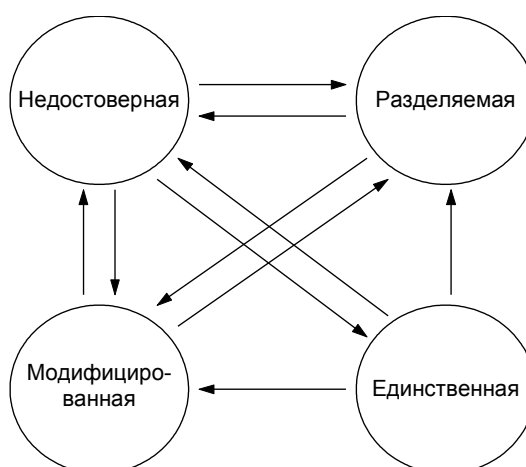 Недостоверная
Разделяемая
Модифициро-
ванная
Единственная